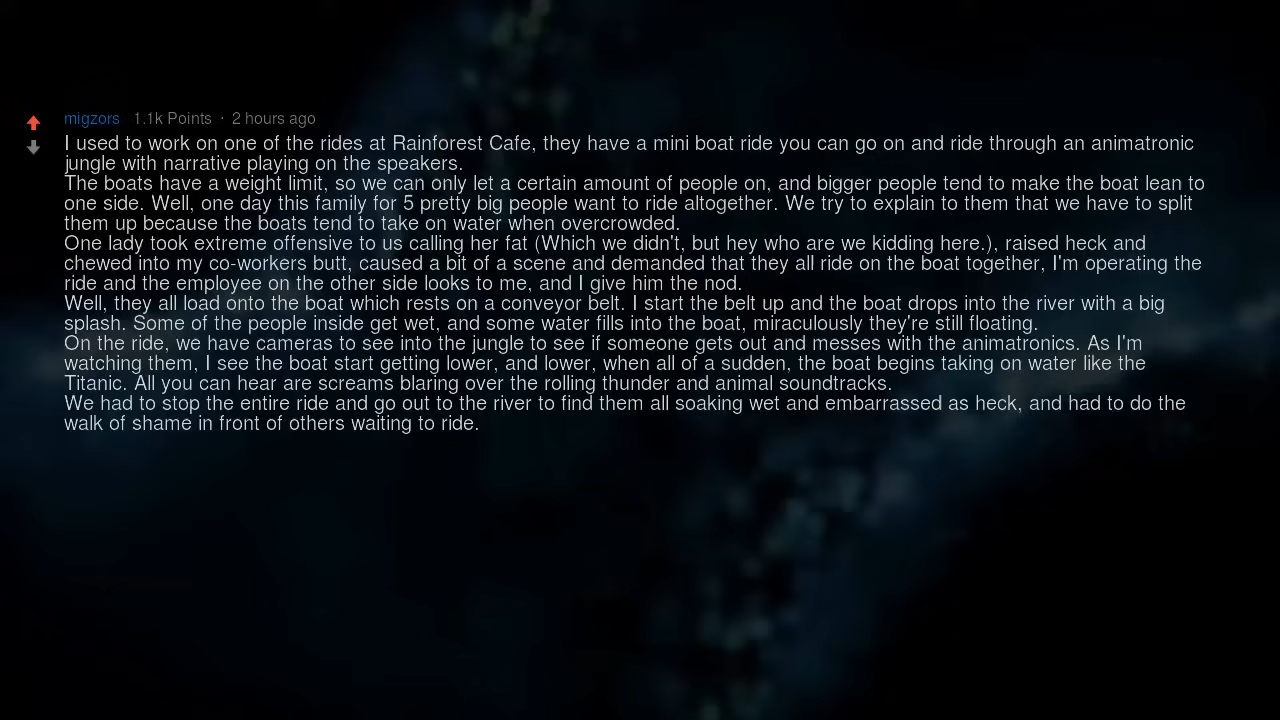 migzors 1.1k Points · 2 hours ago
I used to work on one of the rides at Rainforest Cafe, they have a mini boat ride you can go on and ride through an animatronic
jungle with narrative playing on the speakers.
The boats have a weight limit, so we can only let a certain amount of people on, and bigger people tend to make the boat lean to
one side. Well, one day this family for 5 pretty big people want to ride altogether. We try to explain to them that we have to split
them up because the boats tend to take on water when overcrowded.
One lady took extreme offensive to us calling her fat (Which we didn't, but hey who are we kidding here.), raised heck and
chewed into my co-workers butt, caused a bit of a scene and demanded that they all ride on the boat together, I'm operating the
ride and the employee on the other side looks to me, and I give him the nod.
Well, they all load onto the boat which rests on a conveyor belt. I start the belt up and the boat drops into the river with a big
splash. Some of the people inside get wet, and some water fills into the boat, miraculously they're still floating.
On the ride, we have cameras to see into the jungle to see if someone gets out and messes with the animatronics. As I'm
watching them, I see the boat start getting lower, and lower, when all of a sudden, the boat begins taking on water like the
Titanic. All you can hear are screams blaring over the rolling thunder and animal soundtracks.
We had to stop the entire ride and go out to the river to find them all soaking wet and embarrassed as heck, and had to do the
walk of shame in front of others waiting to ride.